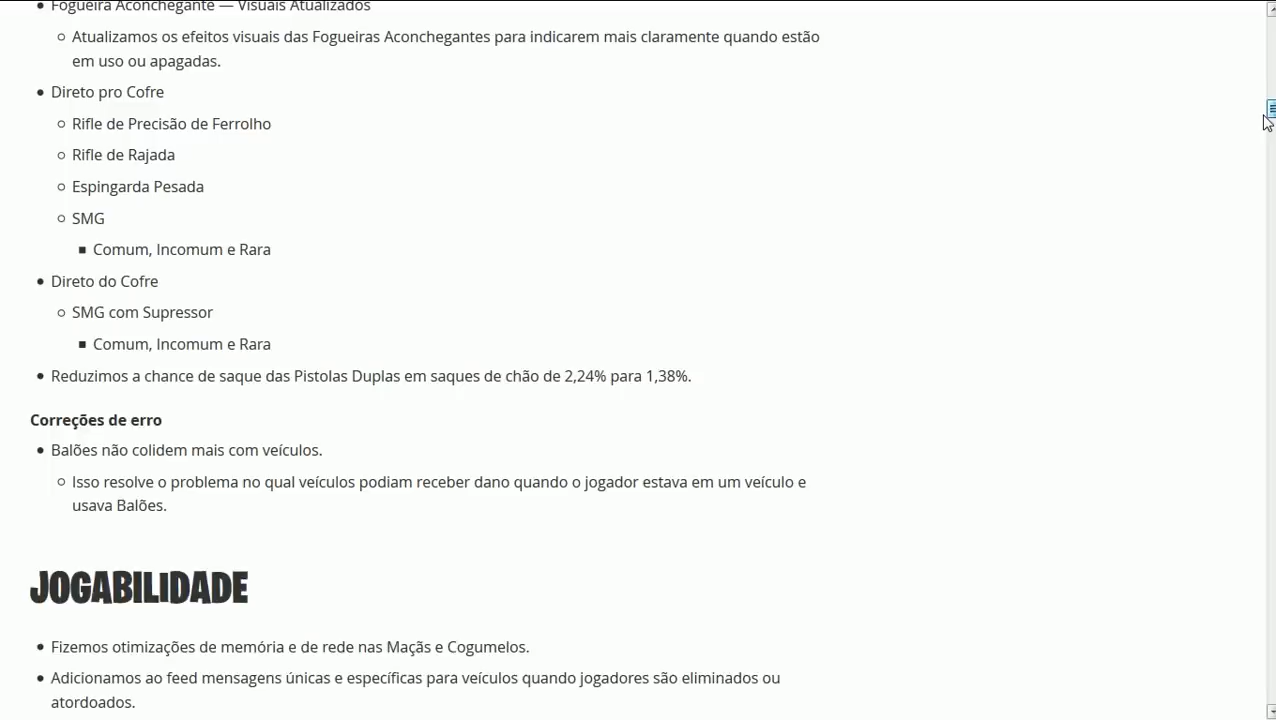 Fogueira Aconchegante — Visuais Atualizados
Atualizamos os efeitos visuais das Fogueiras Aconchegantes para indicarem mais claramente quando estão
em uso ou apagadas.
Direto pro Cofre
Rifle de Precisão de Ferrolho
Rifle de Rajada
Espingarda Pesada
SMG
Comum, Incomum e Rara
Direto do Cofre
SMG com Supressor
Comum, Incomum e Rara
Reduzimos a chance de saque das Pistolas Duplas em saques de chão de 2,24% para 1,38%.
Correções de erro
Balões não colidem mais com veículos.
Isso resolve o problema no qual veículos podiam receber dano quando o jogador estava em um veículo e
usava Balões.
JOGABILIDADE
Fizemos otimizações de memória e de rede nas Maçãs e Cogumelos.
Adicionamos ao feed mensagens únicas e específicas para veículos quando jogadores são eliminados ou
atordoados.